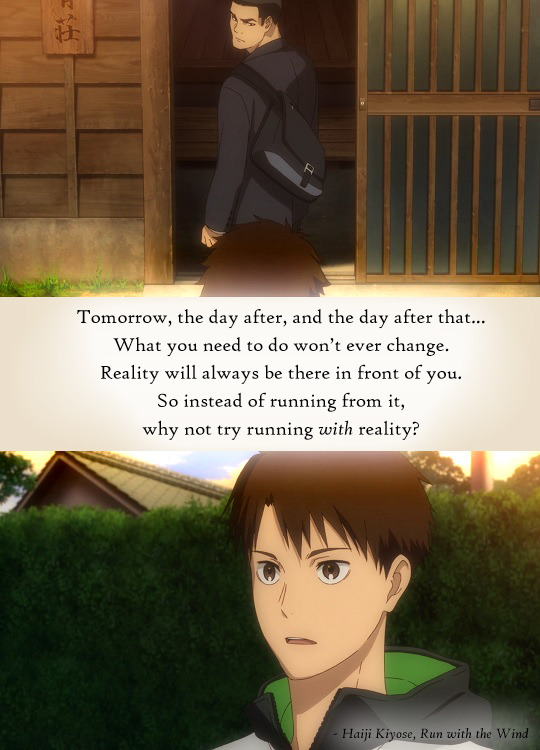 荘
Tomorrow, the day after, and the day after that...
What you need to do won't ever change.
Reality will always be there in front of you.
So instead of running from it,
why not try running with reality?
- Haiji Kiyose, Run with the Wind